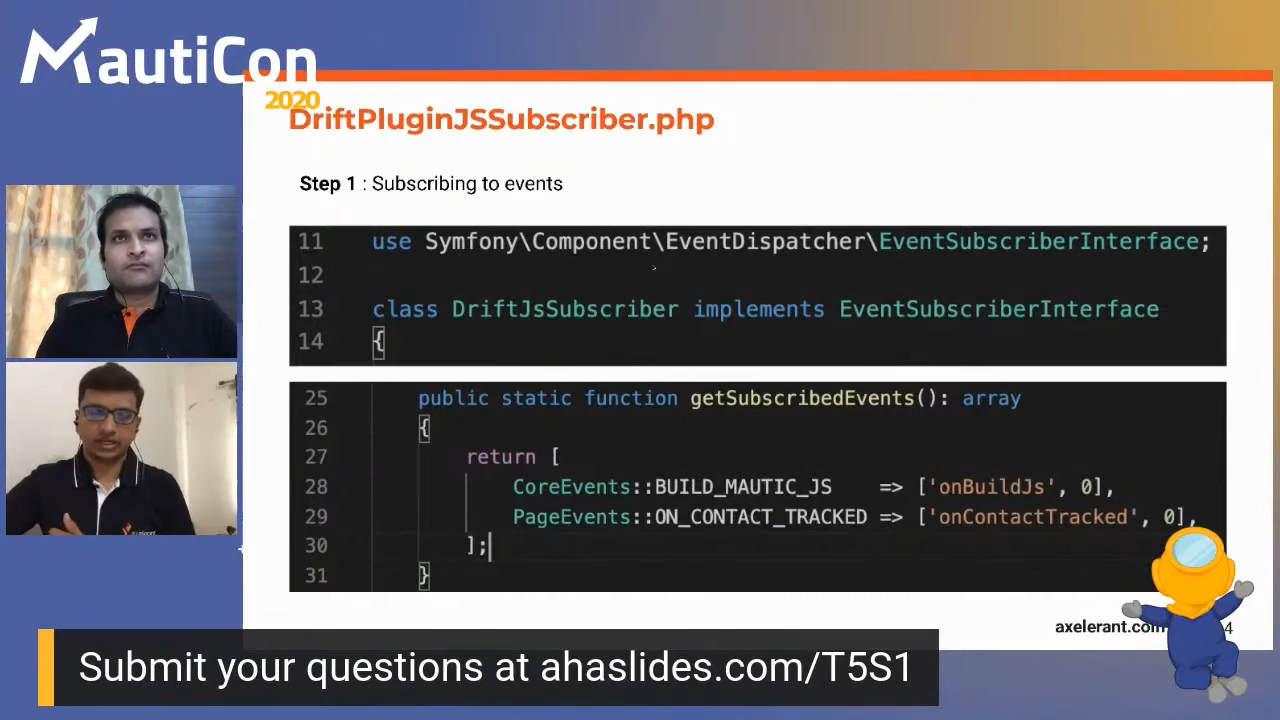 MautiCon
2020
DriftPluginJSSubscriber.php
Step 1 : Subscribing to events
11 use Symfony\Component\EventDispatcher\EventSubscriberInterface;
12
13 class DriftJsSubscriber implements EventSubscriberInterface
14 {
25 public static function getSubscribedEvents(): array
26 {
27 return [
28 CoreEvents::BUILD_MAUTIC_JS => ['onBuildJs', 0],
29 PageEvents::ON_CONTACT_TRACKED => ['onContactTracked', 0],
30 ];
31 }
axelerant
axelerant.com 4
Submit your questions at ahaslides.com/T5S1